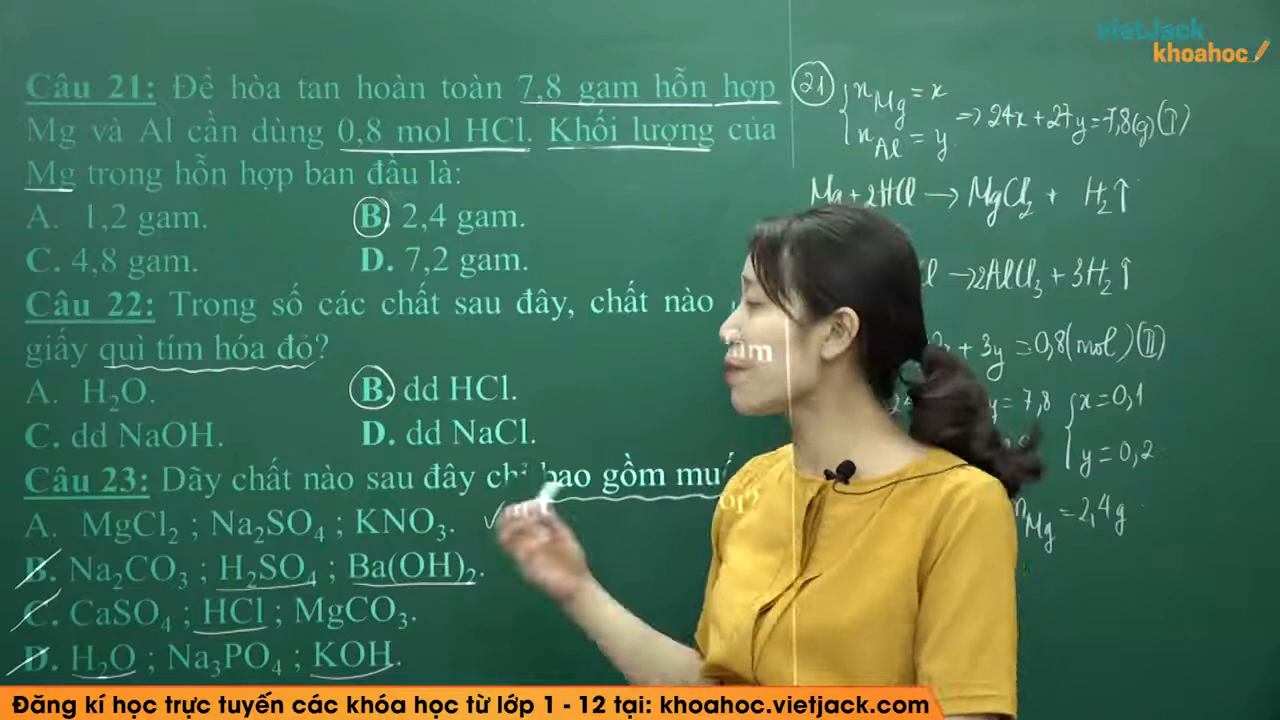 vietJack
khoahoc
Câu 21: Để hòa tan hoàn toàn 7,8 gam hỗn hợp
Mg và Al cần dùng 0,8 mol HCl. Khối lượng của
Mg trong hỗn hợp ban đầu là:
A. 1,2 gam.
B. 2,4 gam.
C. 4,8 gam.
D. 7,2 gam.
Câu 22: Trong số các chất sau đây, chất nào
giấy quì tím hóa đỏ?
A. H₂O.
B. dd HCl.
C. dd NaOH.
D. dd NaCl.
Câu 23: Dãy chất nào sau đây chỉ bao gồm
A. MgCl₂ ; Na₂SO₄ ; KNO₃.
B. Na₂CO₃ ; H₂SO₄ ; Ba(OH)₂.
C. CaSO₄ ; HCl ; MgCO₃.
D. H₂O ; Na₃PO₄ ; KOH.
21
n Mg = x
n Al = y
=> 24x + 27y = 7,8(g) (I)
Mg + 2HCl → MgCl₂ + H₂↑
→ 2AlCl₃ + 3H₂↑
x + 3y = 0,8(mol) (II)
y = 7,8
x = 0,1
y = 0,2
Mg = 2,4g
Đăng kí học trực tuyến các khóa học từ lớp 1 - 12 tại: khoahoc.vietjack.com